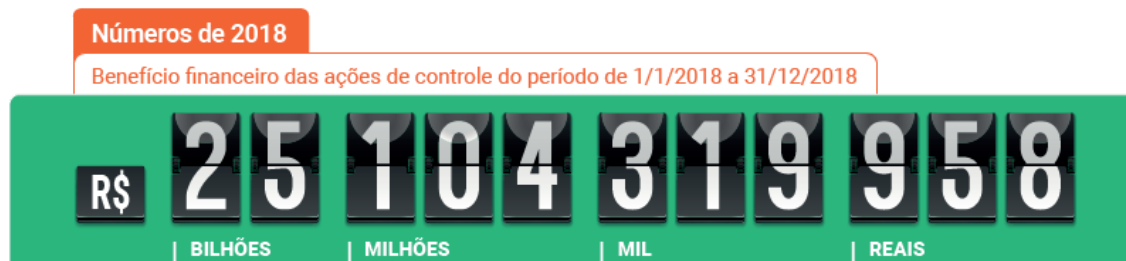 Números de 2018
Benefício financeiro das ações de controle do período de 1/1/2018 a 31/12/2018
R$ 25 104 319 958
| BILHÕES | MILHÕES | MIL | REAIS